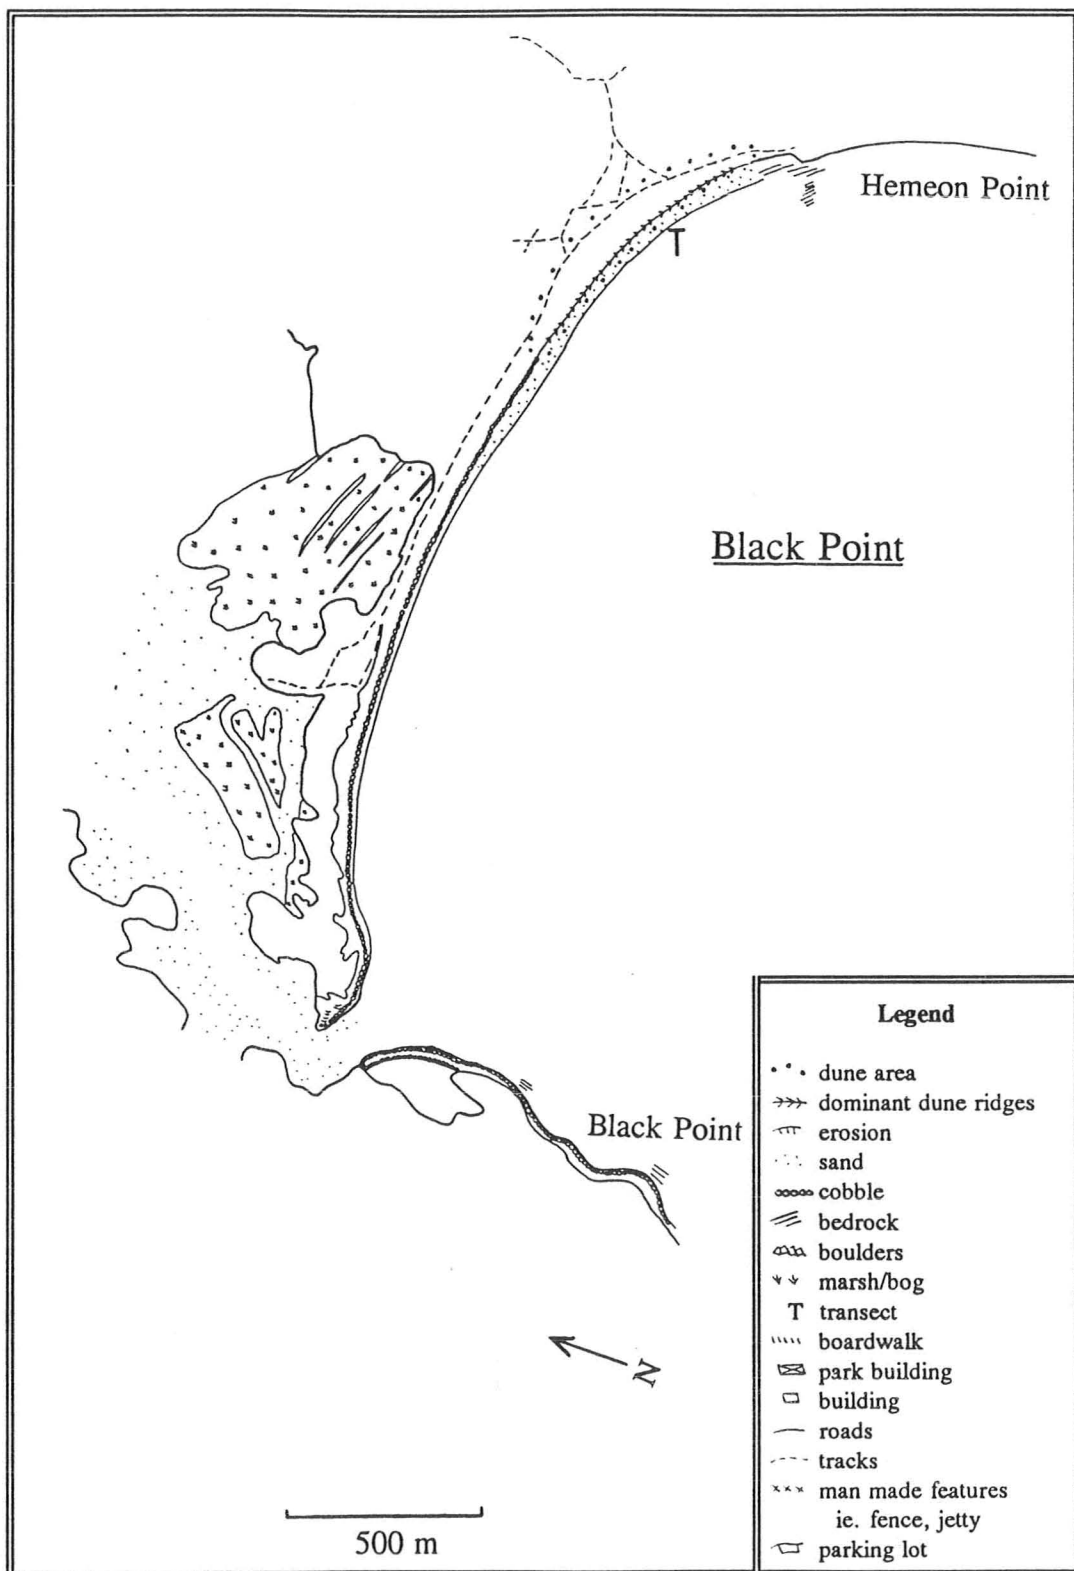 Hemeon Point
T
Black Point
Black Point
N
500 m
Legend
dune area
dominant dune ridges
erosion
sand
cobble
bedrock
boulders
marsh/bog
T transect
boardwalk
park building
building
roads
tracks
man made features
ie. fence, jetty
parking lot